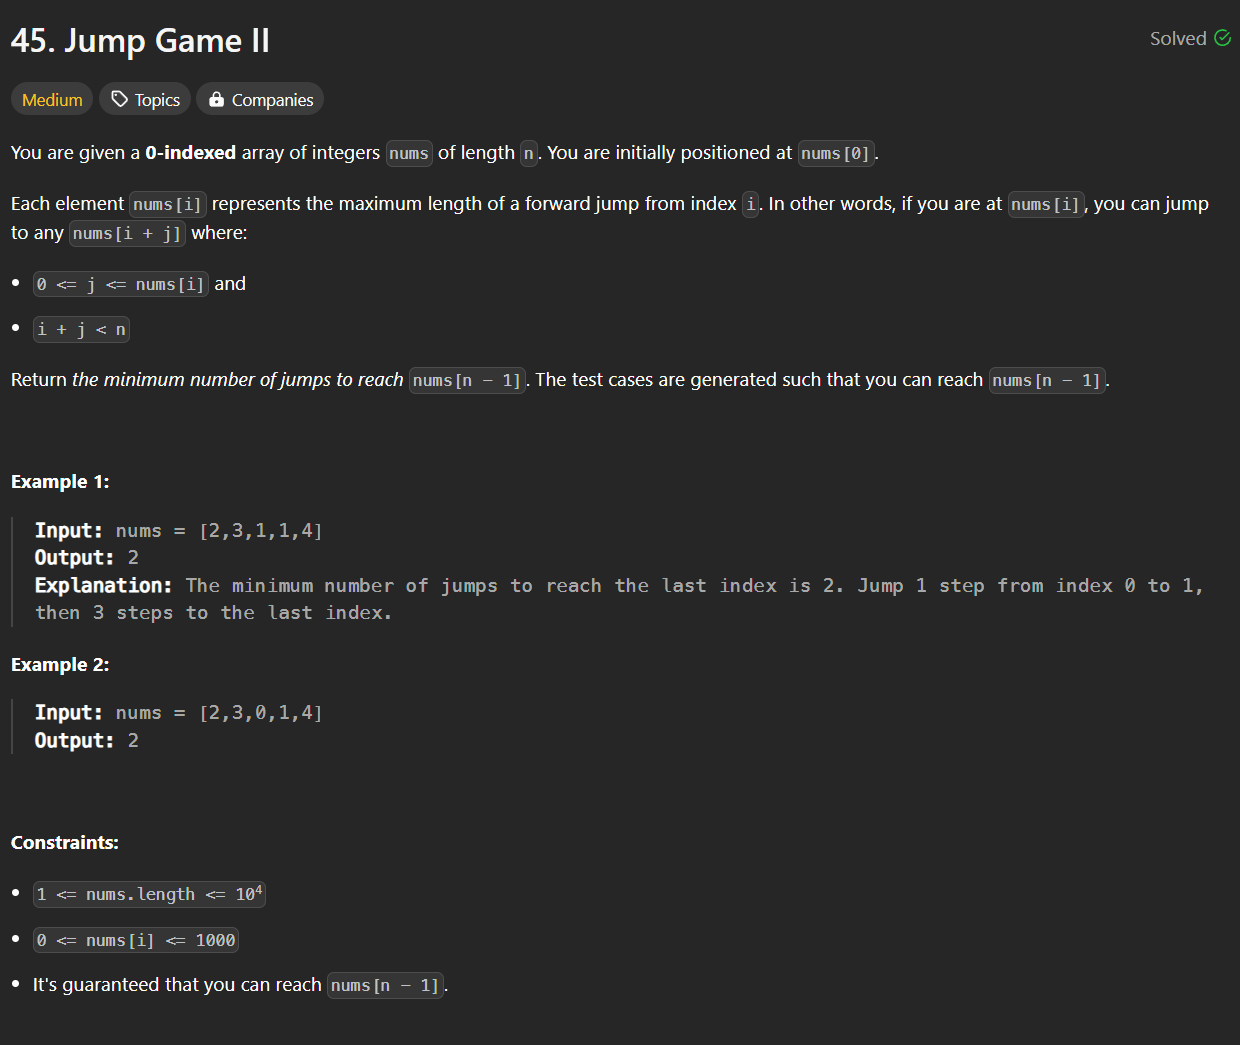 45. Jump Game II
Solved
Medium
Topics
Companies
You are given a 0-indexed array of integers nums of length n. You are initially positioned at nums[0].
Each element nums[i] represents the maximum length of a forward jump from index i. In other words, if you are at nums[i], you can jump
to any nums[i + j] where:
• 0 <= j <= nums[i] and
• i + j < n
Return the minimum number of jumps to reach nums[n - 1]. The test cases are generated such that you can reach nums[n - 1].
Example 1:
Input: nums = [2,3,1,1,4]
Output: 2
Explanation: The minimum number of jumps to reach the last index is 2. Jump 1 step from index 0 to 1,
then 3 steps to the last index.
Example 2:
Input: nums = [2,3,0,1,4]
Output: 2
Constraints:
• 1 <= nums.length <= 10⁴
• 0 <= nums[i] <= 1000
• It's guaranteed that you can reach nums[n - 1].